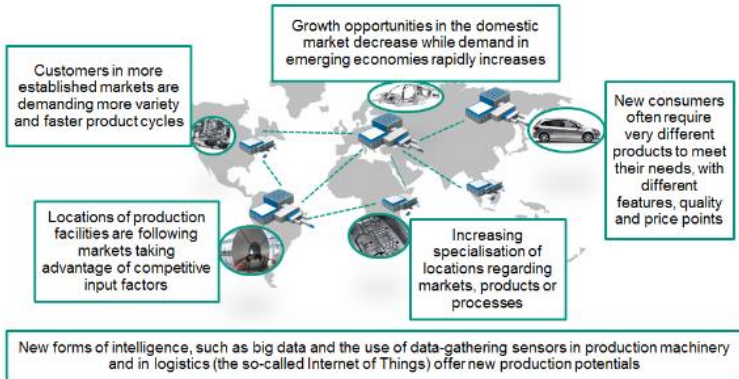 Growth opportunities in the domestic
market decrease while demand in
emerging economies rapidly increases
Customers in more
established markets are
demanding more variety
and faster product cycles
New consumers
often require
very different
products to meet
their needs, with
different
features, quality
and price points
Locations of production
facilities are following
markets taking
advantage of competitive
input factors
Increasing
specialisation of
locations regarding
markets, products or
processes
New forms of intelligence, such as big data and the use of data-gathering sensors in production machinery
and in logistics (the so-called Internet of Things) offer new production potentials